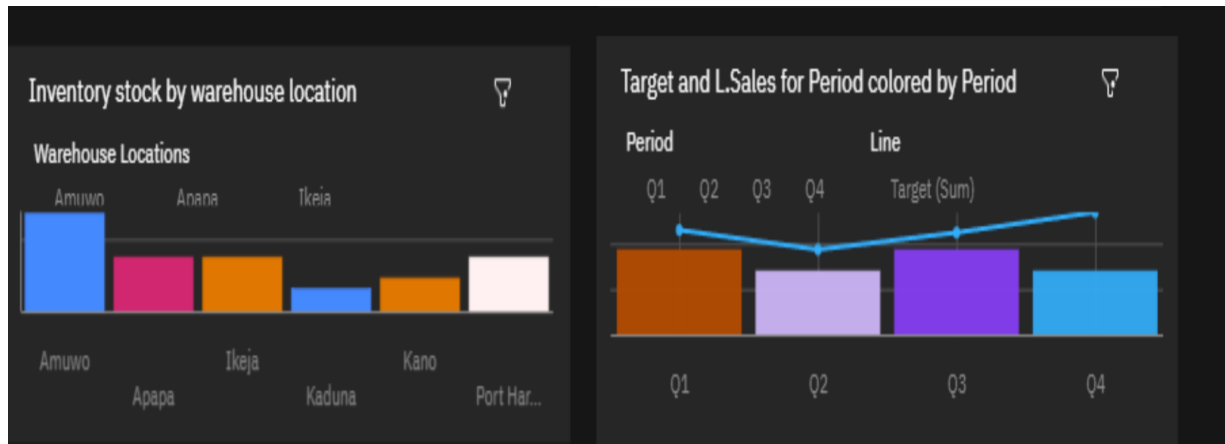 Inventory stock by warehouse location
Warehouse Locations
Amuwo Apapa Ikeja
Amuwo Ikeja Kano
Apapa Kaduna Port Har...
Target and L.Sales for Period colored by Period
Period Line
Q1 Q2 Q3 Q4 Target (Sum)
Q1 Q2 Q3 Q4